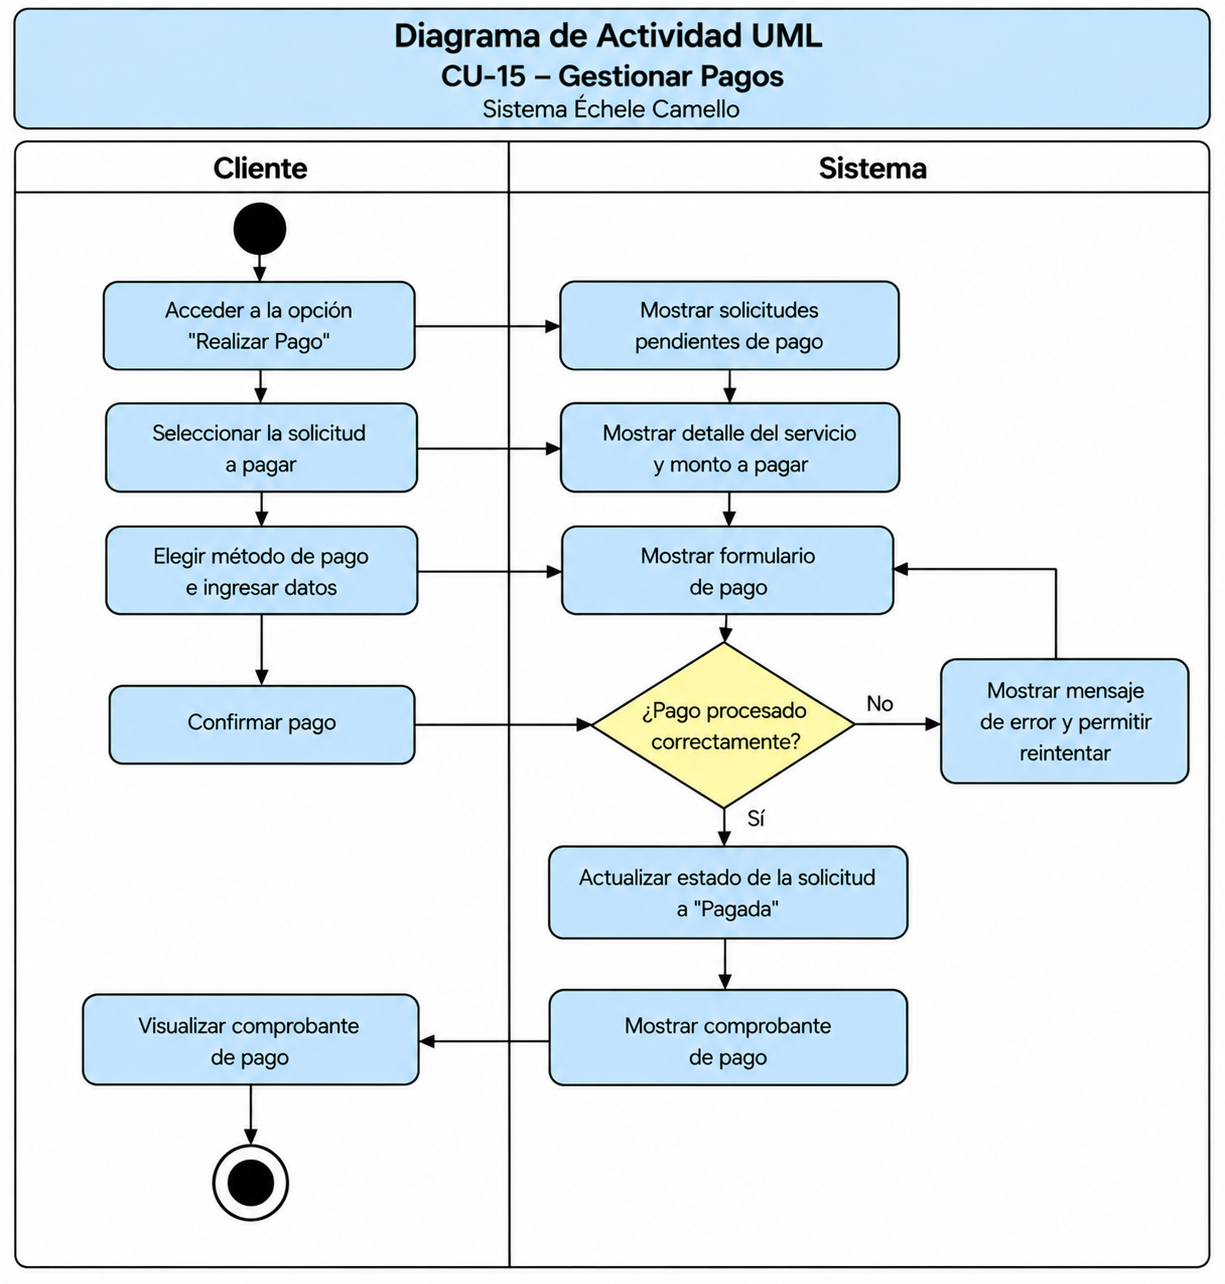 Diagrama de Actividad UML
CU-15 – Gestionar Pagos
Sistema Échele Camello
Cliente
Sistema
Acceder a la opción
"Realizar Pago"
Mostrar solicitudes
pendientes de pago
Seleccionar la solicitud
a pagar
Mostrar detalle del servicio
y monto a pagar
Elegir método de pago
e ingresar datos
Mostrar formulario
de pago
Confirmar pago
¿Pago procesado
correctamente?
No
Mostrar mensaje
de error y permitir
reintentar
Sí
Actualizar estado de la solicitud
a "Pagada"
Visualizar comprobante
de pago
Mostrar comprobante
de pago